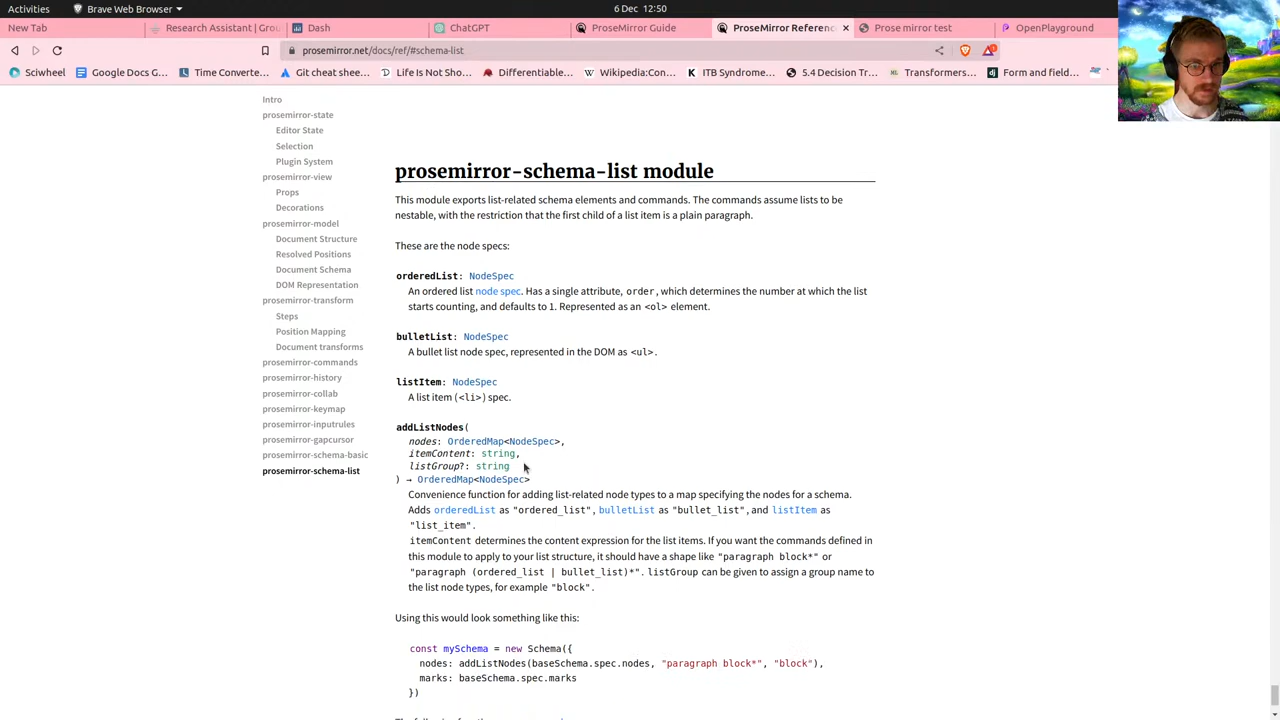 Activities
Brave Web Browser
6 Dec 12:50
New Tab
Research Assistant | Grou
Dash
ChatGPT
ProseMirror Guide
ProseMirror Referenc
Prose mirror test
OpenPlayground
prosemirror.net/docs/ref/#schema-list
Sciwheel
Google Docs G...
Time Converte...
Git cheat shee...
Life Is Not Sho...
Differentiable...
Wikipedia:Con...
ITB Syndrome...
5.4 Decision Tr...
Transformers...
Form and field...
Intro
prosemirror-state
Editor State
Selection
Plugin System
prosemirror-view
Props
Decorations
prosemirror-model
Document Structure
Resolved Positions
Document Schema
DOM Representation
prosemirror-transform
Steps
Position Mapping
Document transforms
prosemirror-commands
prosemirror-history
prosemirror-collab
prosemirror-keymap
prosemirror-inputrules
prosemirror-gapcursor
prosemirror-schema-basic
prosemirror-schema-list
prosemirror-schema-list module
This module exports list-related schema elements and commands. The commands assume lists to be
nestable, with the restriction that the first child of a list item is a plain paragraph.
These are the node specs:
orderedList: NodeSpec
An ordered list node spec. Has a single attribute, order, which determines the number at which the list
starts counting, and defaults to 1. Represented as an <ol> element.
bulletList: NodeSpec
A bullet list node spec, represented in the DOM as <ul>.
listItem: NodeSpec
A list item (<li>) spec.
addListNodes(
nodes: OrderedMap<NodeSpec>,
itemContent: string,
listGroup?: string
) → OrderedMap<NodeSpec>
Convenience function for adding list-related node types to a map specifying the nodes for a schema.
Adds orderedList as "ordered_list", bulletList as "bullet_list", and listItem as
"list_item".
itemContent determines the content expression for the list items. If you want the commands defined in
this module to apply to your list structure, it should have a shape like "paragraph block*" or
"paragraph (ordered_list | bullet_list)*". listGroup can be given to assign a group name to
the list node types, for example "block".
Using this would look something like this:
const mySchema = new Schema({
nodes: addListNodes(baseSchema.spec.nodes, "paragraph block*", "block"),
marks: baseSchema.spec.marks
})